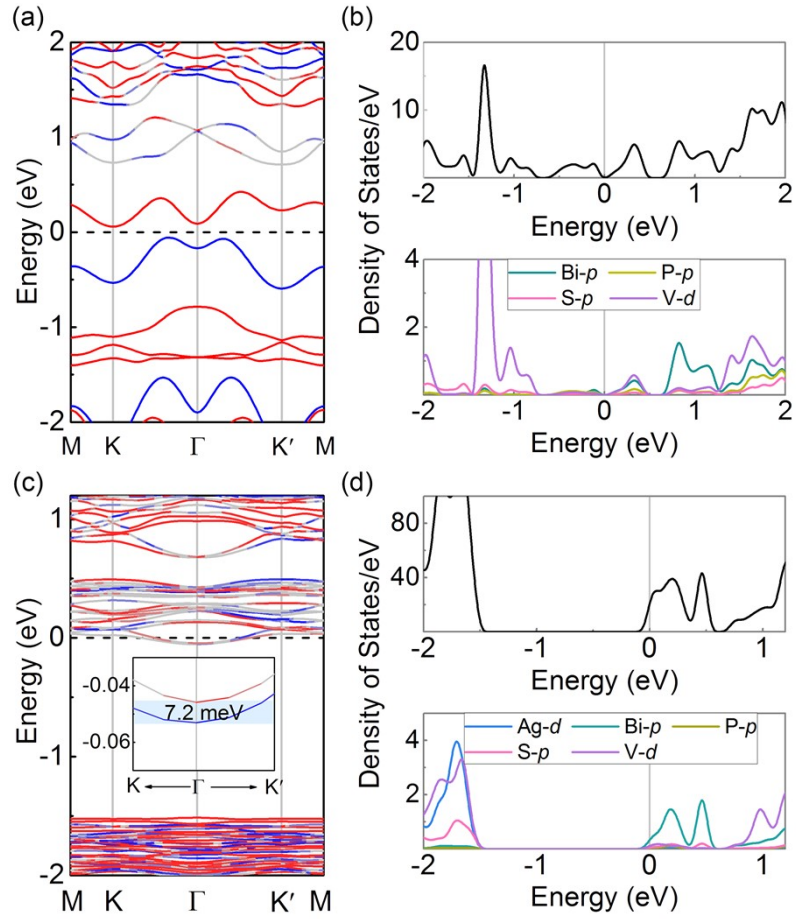 (a)
2
1
0
-1
-2
Energy (eV)
M K Γ K′ M
(b)
20
10
-2 -1 0 1 2
Energy (eV)
Density of States/eV
4
2
Bi-p P-p
S-p V-d
-2 -1 0 1 2
Energy (eV)
(c)
1
0
-1
-2
Energy (eV)
-0.04
-0.06
7.2 meV
K Γ K′
M K Γ K′ M
(d)
80
40
-2 -1 0 1
Energy (eV)
Density of States/eV
4
2
Ag-d Bi-p P-p
S-p V-d
-2 -1 0 1
Energy (eV)